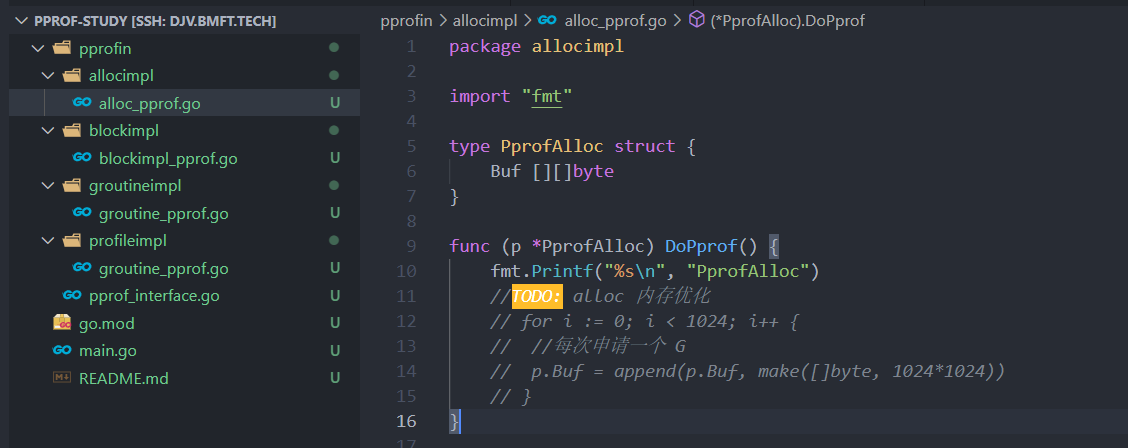 PPROF-STUDY [SSH: DJV.BMFT.TECH]
pprofin
allocimpl
GO alloc_pprof.go U
blockimpl
GO blockimpl_pprof.go U
groutineimpl
GO groutine_pprof.go U
profileimpl
GO groutine_pprof.go U
GO pprof_interface.go U
GO go.mod U
GO main.go U
M↓ README.md U
pprofin > allocimpl > GO alloc_pprof.go > (*PprofAlloc).DoPprof
1 package allocimpl
2
3 import "fmt"
4
5 type PprofAlloc struct {
6 Buf [][]byte
7 }
8
9 func (p *PprofAlloc) DoPprof() {
10 fmt.Printf("%s\n", "PprofAlloc")
11 //TODO: alloc 内存优化
12 // for i := 0; i < 1024; i++ {
13 // //每次申请一个 G
14 // p.Buf = append(p.Buf, make([]byte, 1024*1024))
15 // }
16 }